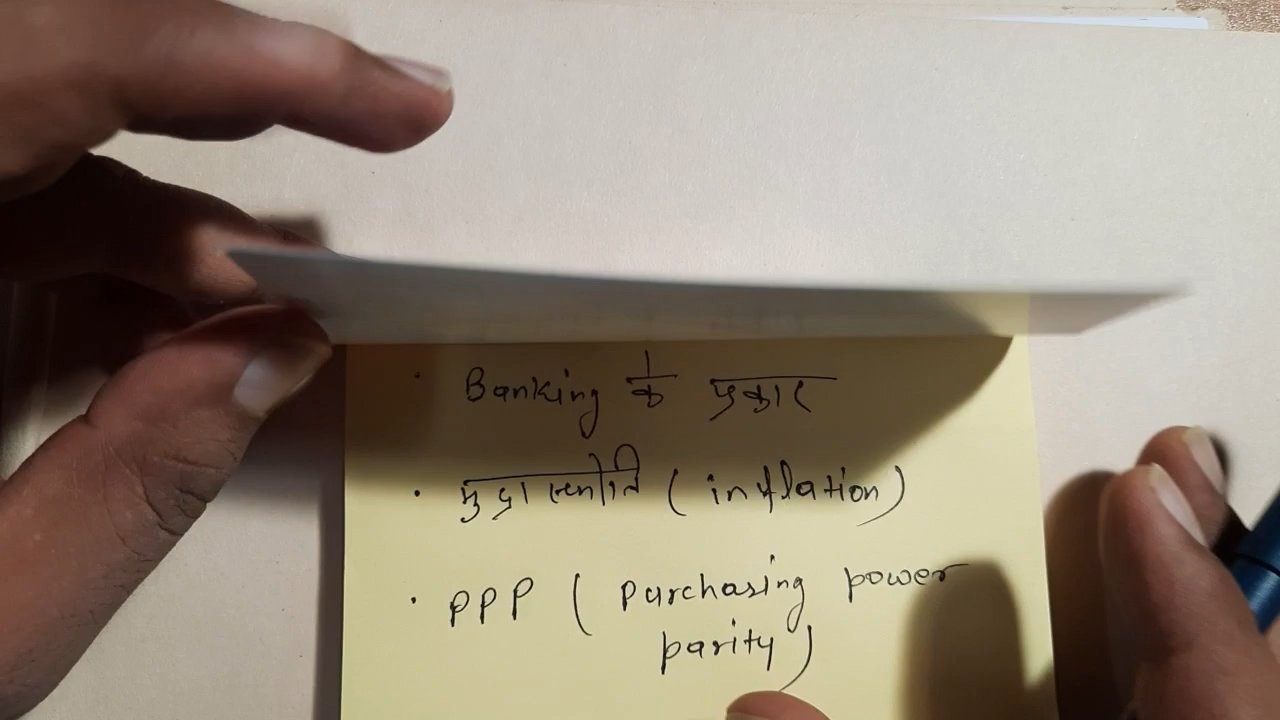 · Banking के प्रकार
· मुद्रा स्फीति (inflation)
· PPP ( Purchasing power
parity)